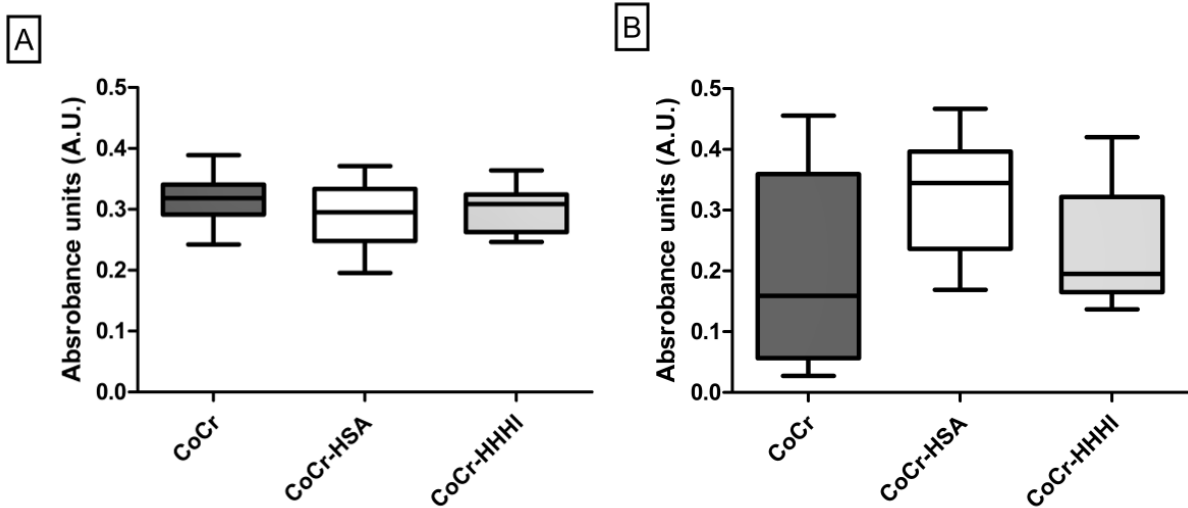 A
Absrobance units (A.U.)
0.5
0.4
0.3
0.2
0.1
0.0
CoCr
CoCr-HSA
CoCr-HHHI
B
Absrobance units (A.U.)
0.5
0.4
0.3
0.2
0.1
0.0
CoCr
CoCr-HSA
CoCr-HHHI